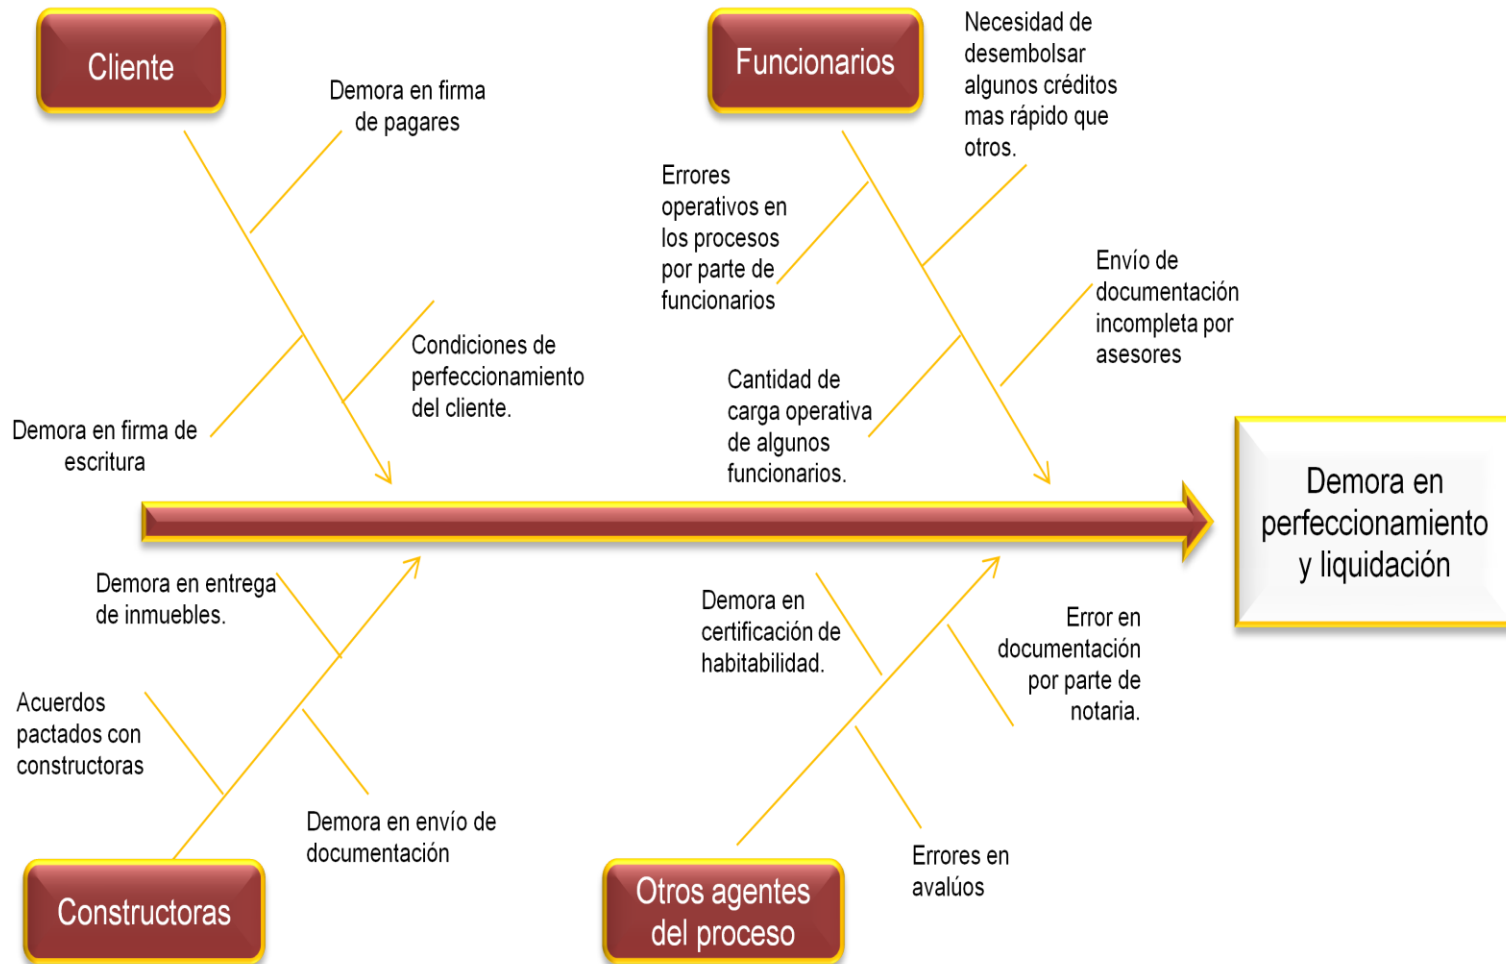 Cliente
Demora en firma
de pagares
Condiciones de
perfeccionamiento
del cliente.
Demora en firma de
escritura
Funcionarios
Necesidad de
desembolsar
algunos créditos
mas rápido que
otros.
Errores
operativos en
los procesos
por parte de
funcionarios
Envío de
documentación
incompleta por
asesores
Cantidad de
carga operativa
de algunos
funcionarios.
Demora en
perfeccionamiento
y liquidación
Demora en entrega
de inmuebles.
Acuerdos
pactados con
constructoras
Demora en envío de
documentación
Constructoras
Demora en
certificación de
habitabilidad.
Error en
documentación
por parte de
notaria.
Errores en
avalúos
Otros agentes
del proceso